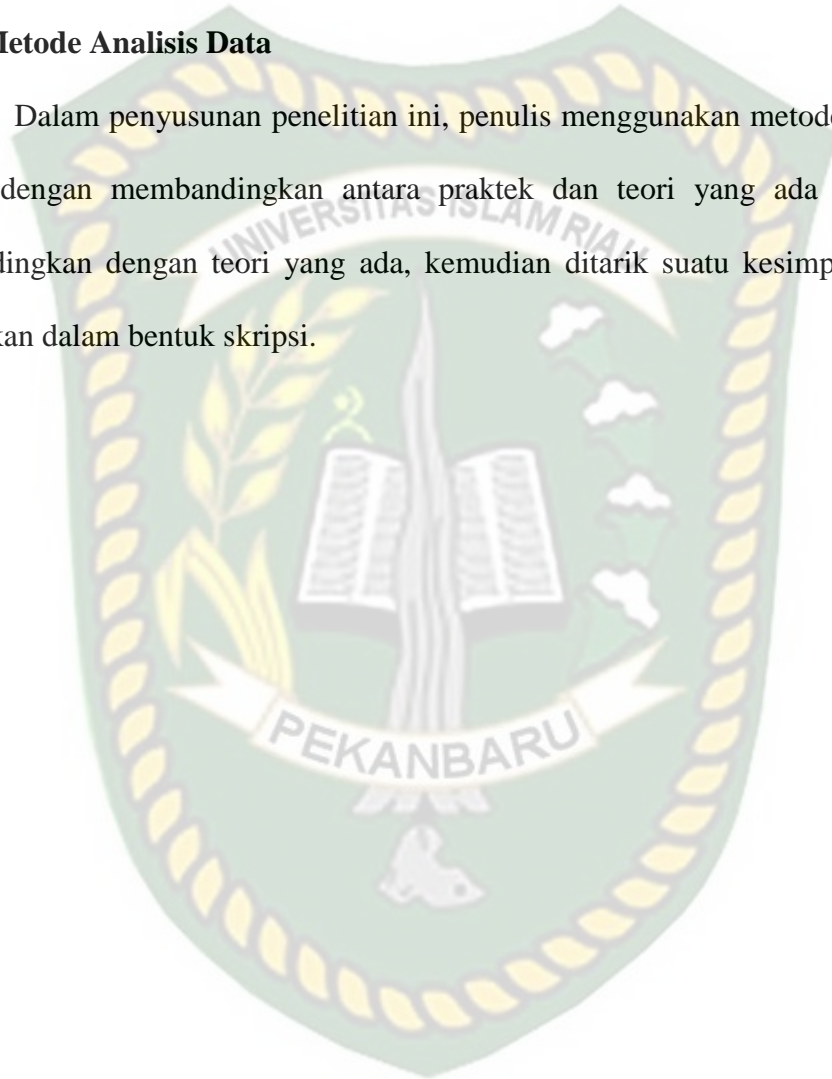 Metode Analisis Data
Dalam penyusunan penelitian ini, penulis menggunakan metode
dengan membandingkan antara praktek dan teori yang ada
dingkan dengan teori yang ada, kemudian ditarik suatu kesimp
kan dalam bentuk skripsi.
UNIVERSITAS ISLAM RIAU
PEKANBARU